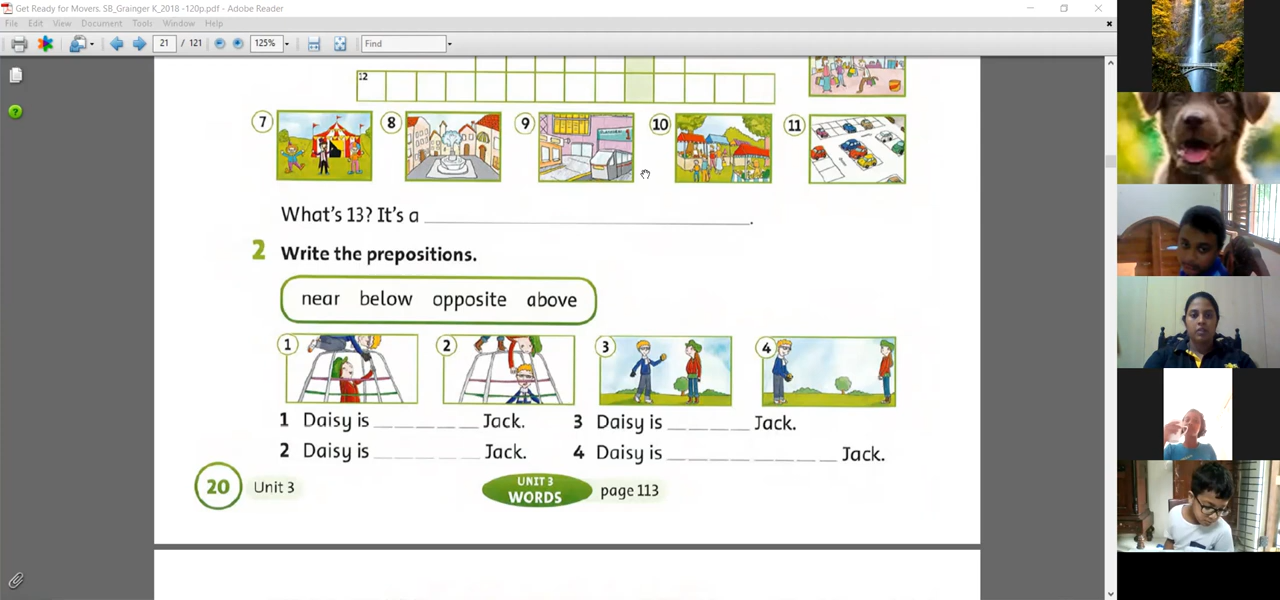 Get Ready for Movers. SB_Grainger K_2018 -120p.pdf - Adobe Reader
File Edit View Document Tools Window Help
21 / 121 125% Find
12
7 8 9 10 11
What's 13? It's a ___.
2 Write the prepositions.
near below opposite above
1 2 3 4
1 Daisy is _ _ _ _ _ Jack. 3 Daisy is _ _ _ _ Jack.
2 Daisy is _ _ _ _ _ Jack. 4 Daisy is _ _ _ _ _ _ _ _ Jack.
20 Unit 3 UNIT 3 WORDS page 113